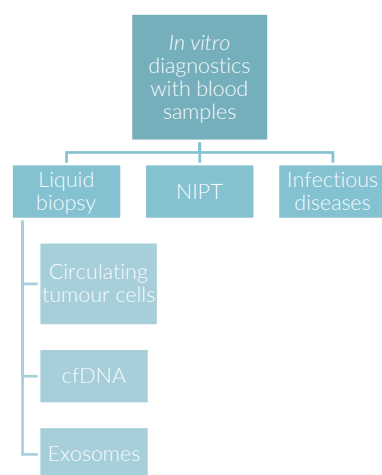 In vitro
diagnostics
with blood
samples
Liquid
biopsy
NIPT
Infectious
diseases
Circulating
tumour cells
cfDNA
Exosomes